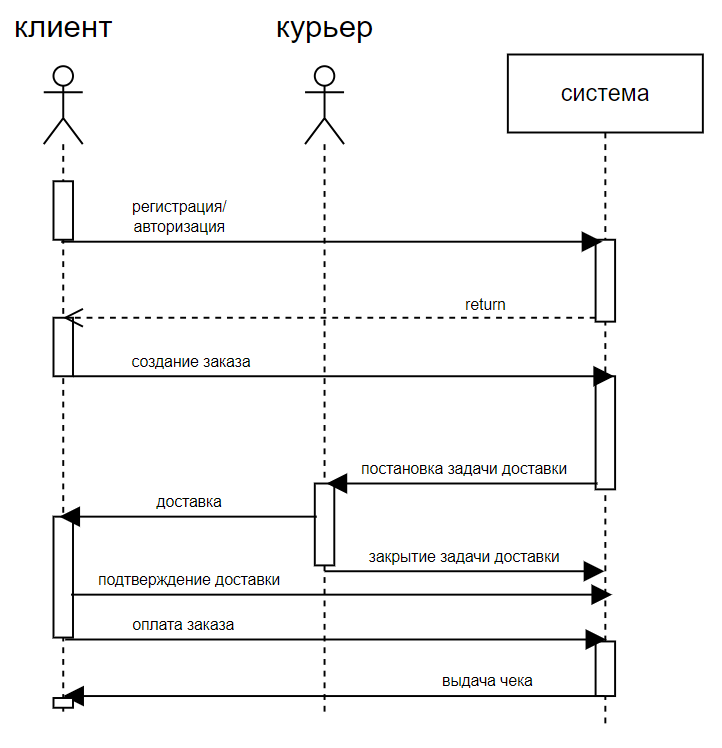 клиент
курьер
система
регистрация/
авторизация
return
создание заказа
постановка задачи доставки
доставка
закрытие задачи доставки
подтверждение доставки
оплата заказа
выдача чека